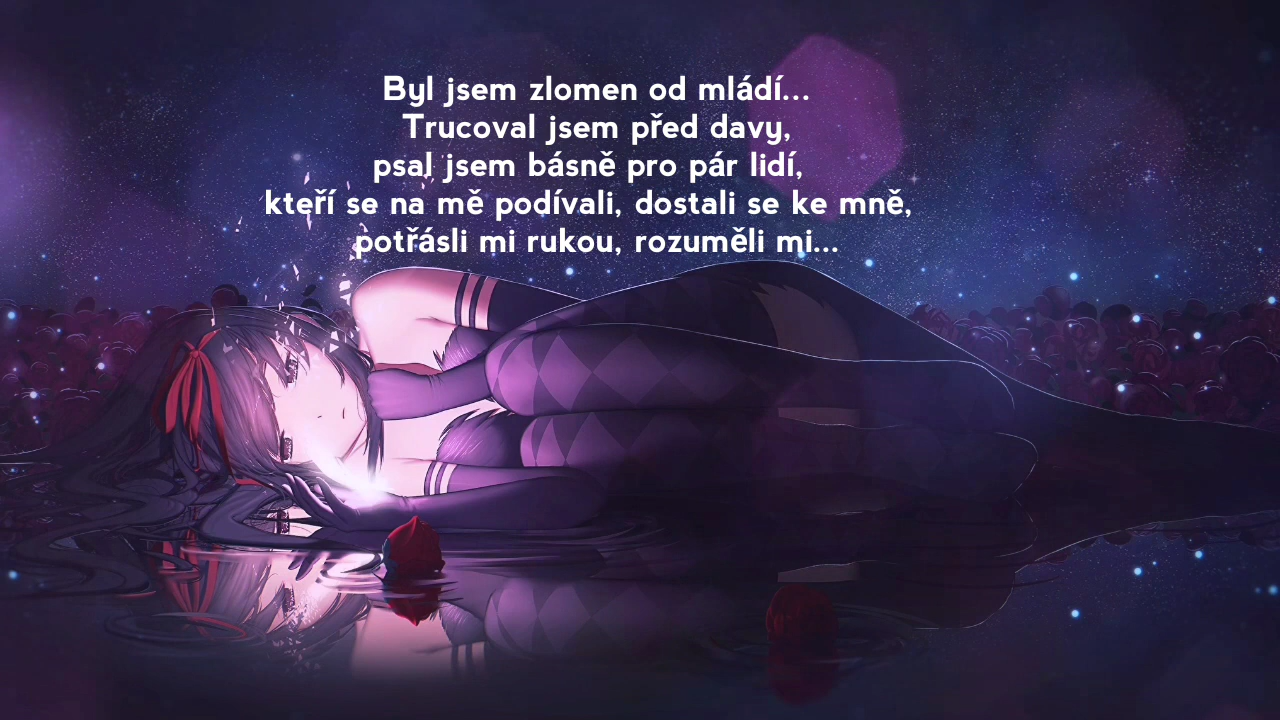 Byl jsem zlomen od mládí...
Trucoval jsem před davy,
psal jsem básně pro pár lidí,
kteří se na mě podívali, dostali se ke mně,
potřásli mi rukou, rozuměli mi...